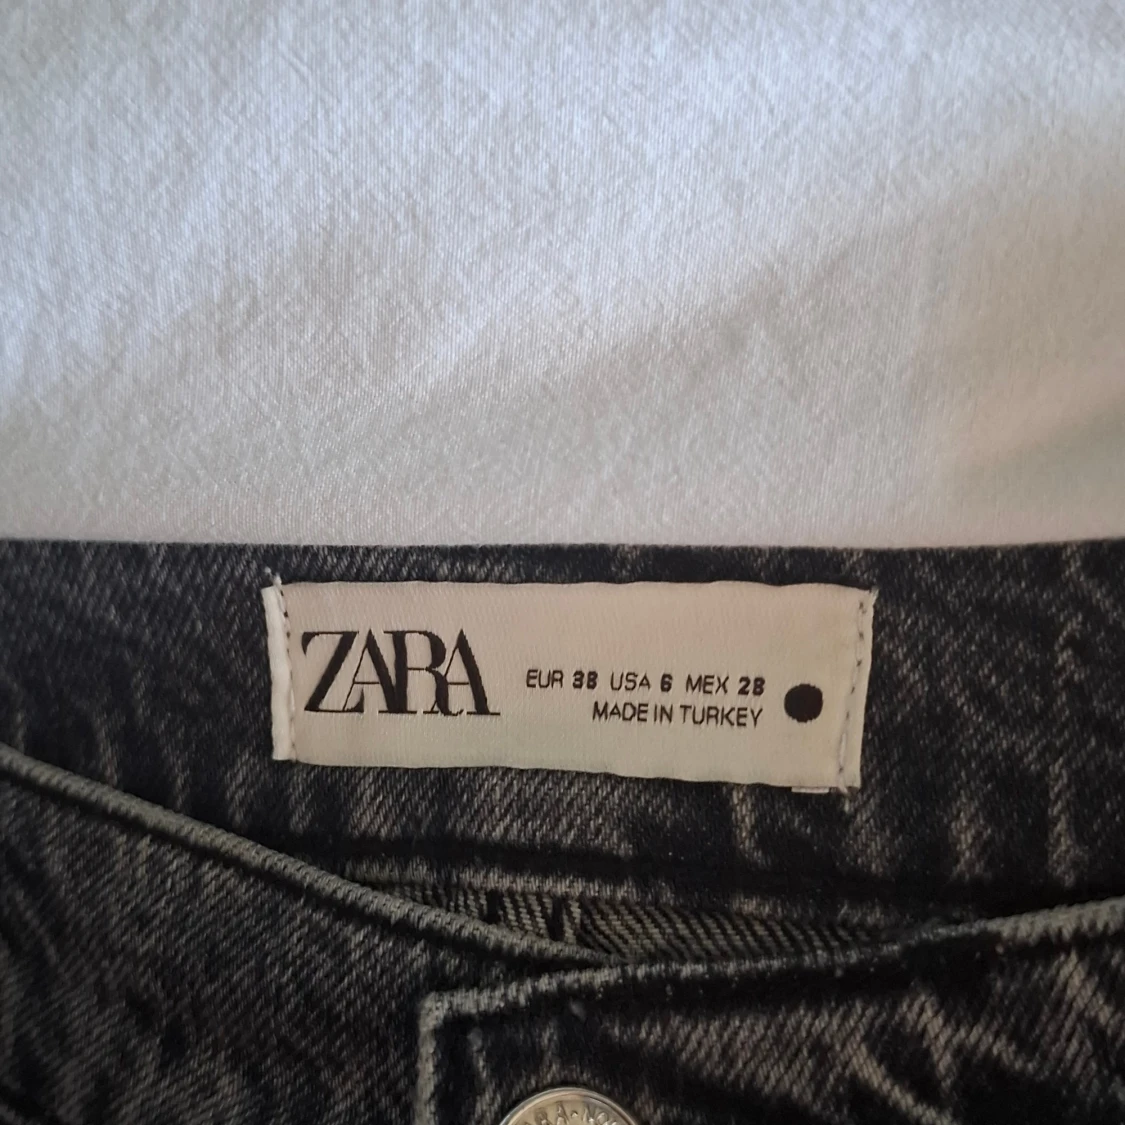 ZARA
EUR 38 USA 6 MEX 28
MADE IN TURKEY